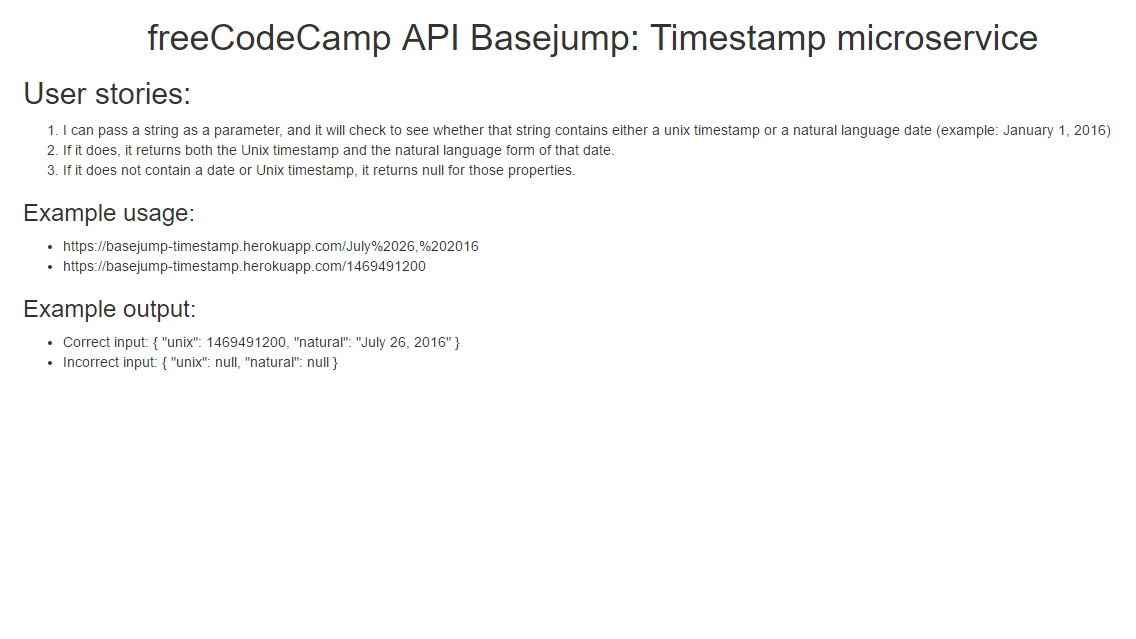 freeCodeCamp API Basejump: Timestamp microservice
User stories:
1. I can pass a string as a parameter, and it will check to see whether that string contains either a unix timestamp or a natural language date (example: January 1, 2016)
2. If it does, it returns both the Unix timestamp and the natural language form of that date.
3. If it does not contain a date or Unix timestamp, it returns null for those properties.
Example usage:
• https://basejump-timestamp.herokuapp.com/July%2026,%202016
• https://basejump-timestamp.herokuapp.com/1469491200
Example output:
• Correct input: { "unix": 1469491200, "natural": "July 26, 2016" }
• Incorrect input: { "unix": null, "natural": null }